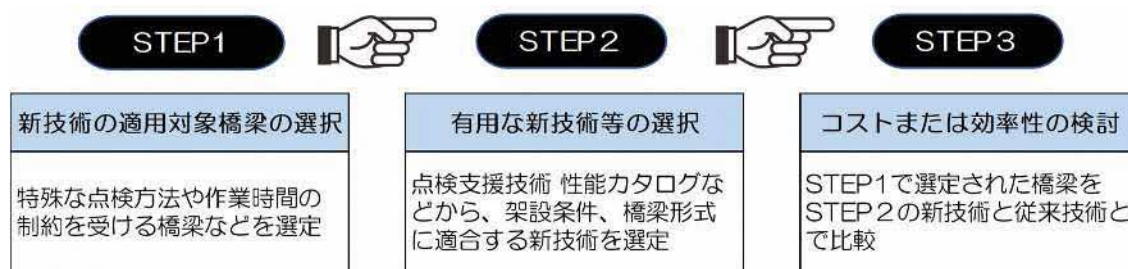 STEP1
STEP2
STEP3
新技術の適用対象橋梁の選択
特殊な点検方法や作業時間の
制約を受ける橋梁などを選定
有用な新技術等の選択
点検支援技術 性能カタログな
どから、架設条件、橋梁形式
に適合する新技術を選定
コストまたは効率性の検討
STEP1で選定された橋梁を
STEP2の新技術と従来技術と
で比較